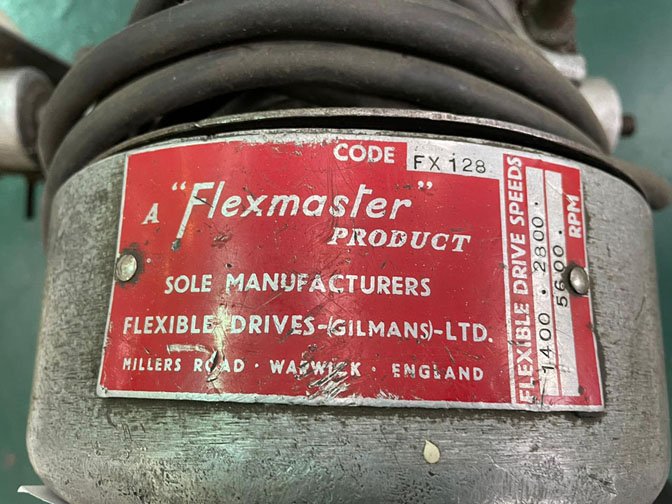 CODE FX 128
A "Flexmaster"
PRODUCT
SOLE MANUFACTURERS
FLEXIBLE DRIVES-(GILMANS)-LTD.
MILLERS ROAD · WARWICK · ENGLAND
FLEXIBLE DRIVE SPEEDS
1400 · 2800 ·
5600 ·
RPM